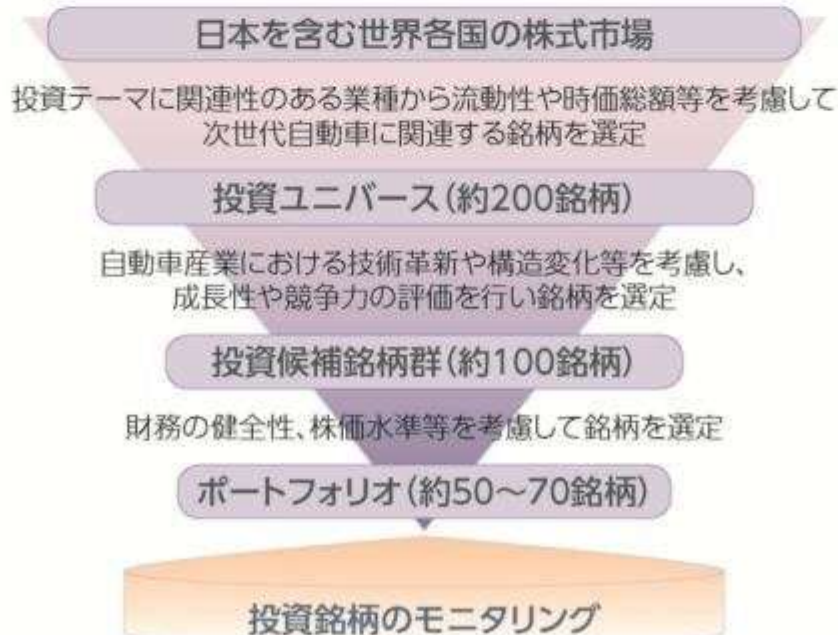 日本を含む世界各国の株式市場
投資テーマに関連性のある業種から流動性や時価総額等を考慮して
次世代自動車に関連する銘柄を選定
投資ユニバース(約200銘柄)
自動車産業における技術革新や構造変化等を考慮し、
成長性や競争力の評価を行い銘柄を選定
投資候補銘柄群(約100銘柄)
財務の健全性、株価水準等を考慮して銘柄を選定
ポートフォリオ(約50〜70銘柄)
投資銘柄のモニタリング